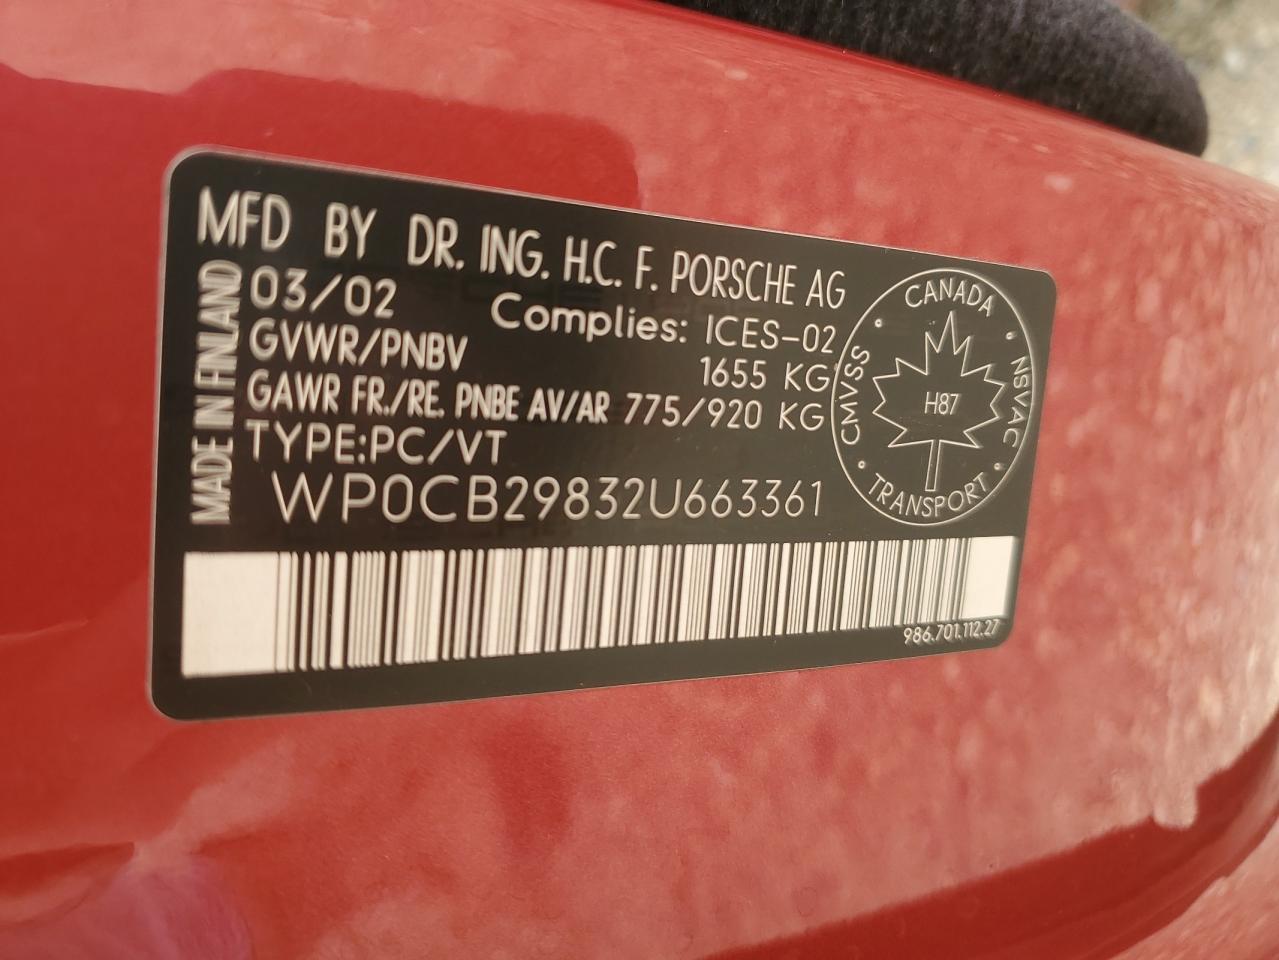 MFD BY DR. ING. H.C. F. PORSCHE AG
MADE IN FINLAND
03/02 Complies: ICES-02
GVWR/PNBV 1655 KG
GAWR FR./RE. PNBE AV/AR 775/920 KG
TYPE:PC/VT
WP0CB29832U663361
CANADA
CMVSS
NSVAC
H87
TRANSPORT
986.701.112.27